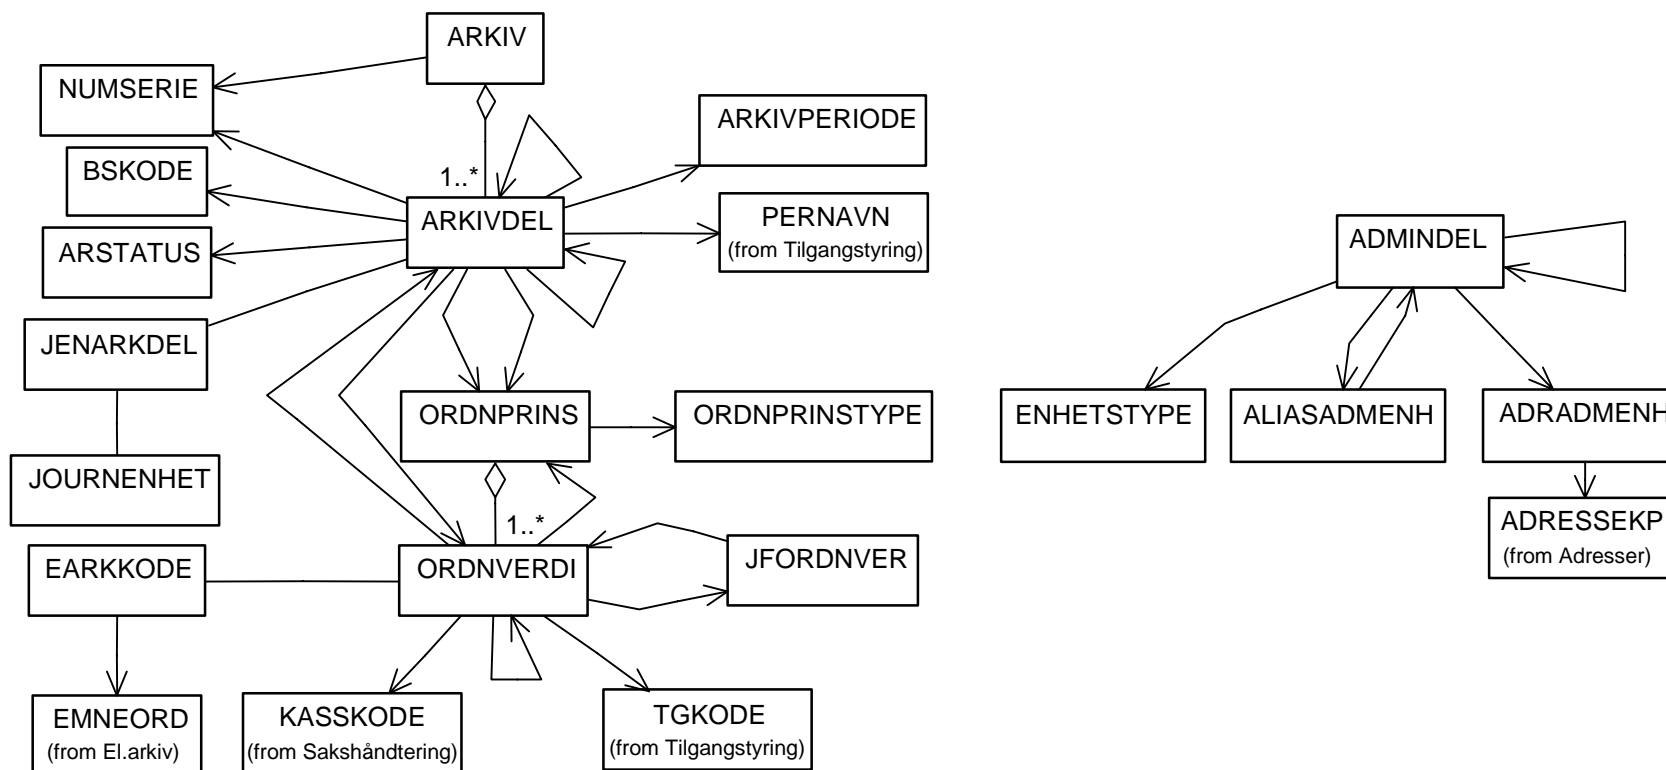 ARKIV
NUMSERIE
ARKIVPERIODE
BSKODE
1..*
ARKIVDEL
PERNAVN
(from Tilgangstyring)
ADMINDEL
ARSTATUS
JENARKDEL
ORDNPRINS
ORDNPRINSTYPE
ENHETSTYPE
ALIASADMENH
ADRADMENH
JOURNENHET
1..*
ADRESSEKP
(from Adresser)
EARKKODE
ORDNVERDI
JFORDNVER
EMNEORD
(from El.arkiv)
KASSKODE
(from Sakshåndtering)
TGKODE
(from Tilgangstyring)